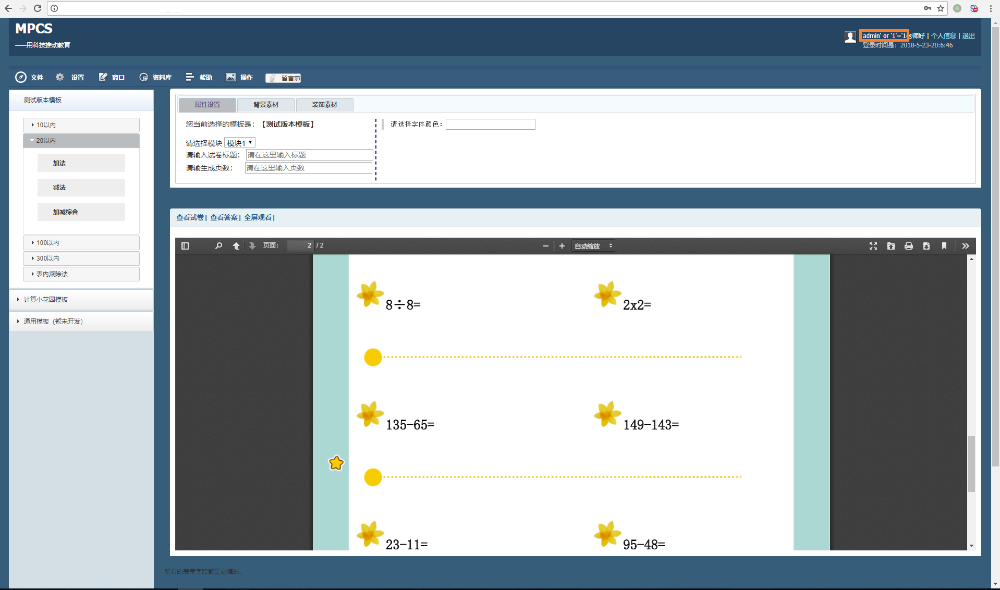 MPCS
——用科技推动教育
admin' or '1'='1老师好 | 个人信息 | 退出
登录时间是：2018-5-23-20:6:46
文件 设置 窗口 资料库 帮助 操作 留言薄
测试版本模板
10以内
20以内
加法
减法
加减综合
100以内
300以内
表内乘除法
计算小花园模板
通用模板（暂未开发）
属性设置 背景素材 装饰素材
您当前选择的模板是：【测试版本模板】
请选择字体颜色：
请选择模块 模块1
请输入试卷标题： 请在这里输入标题
请输生成页数： 请在这里输入页数
查看试卷| 查看答案| 全屏观看|
页面： 2 / 2 自动缩放
8÷8= 2x2=
135-65= 149-143=
23-11= 95-48=
所有的表单字段都是必填的。